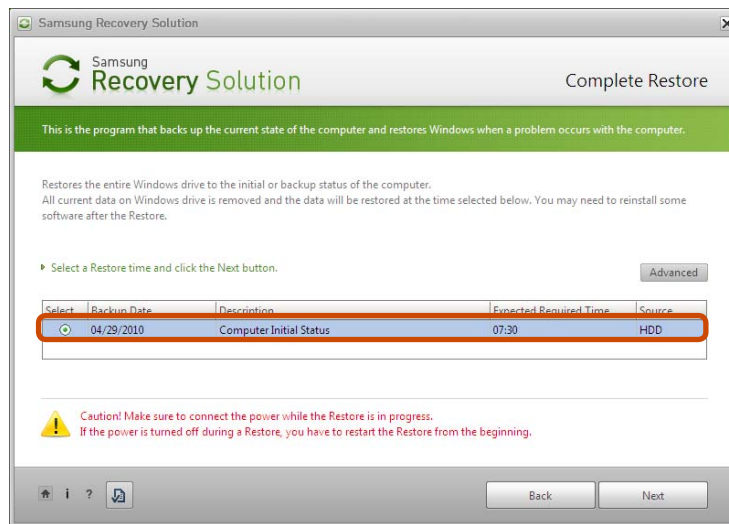 Samsung Recovery Solution
Samsung
Recovery Solution
Complete Restore
This is the program that backs up the current state of the computer and restores Windows when a problem occurs with the computer.
Restores the entire Windows drive to the initial or backup status of the computer.
All current data on Windows drive is removed and the data will be restored at the time selected below. You may need to reinstall some
software after the Restore.
Select a Restore time and click the Next button.
Advanced
Select Backup Date Description Expected Required Time Source
04/29/2010 Computer Initial Status 07:30 HDD
Caution! Make sure to connect the power while the Restore is in progress.
If the power is turned off during a Restore, you have to restart the Restore from the beginning.
i ? Back Next